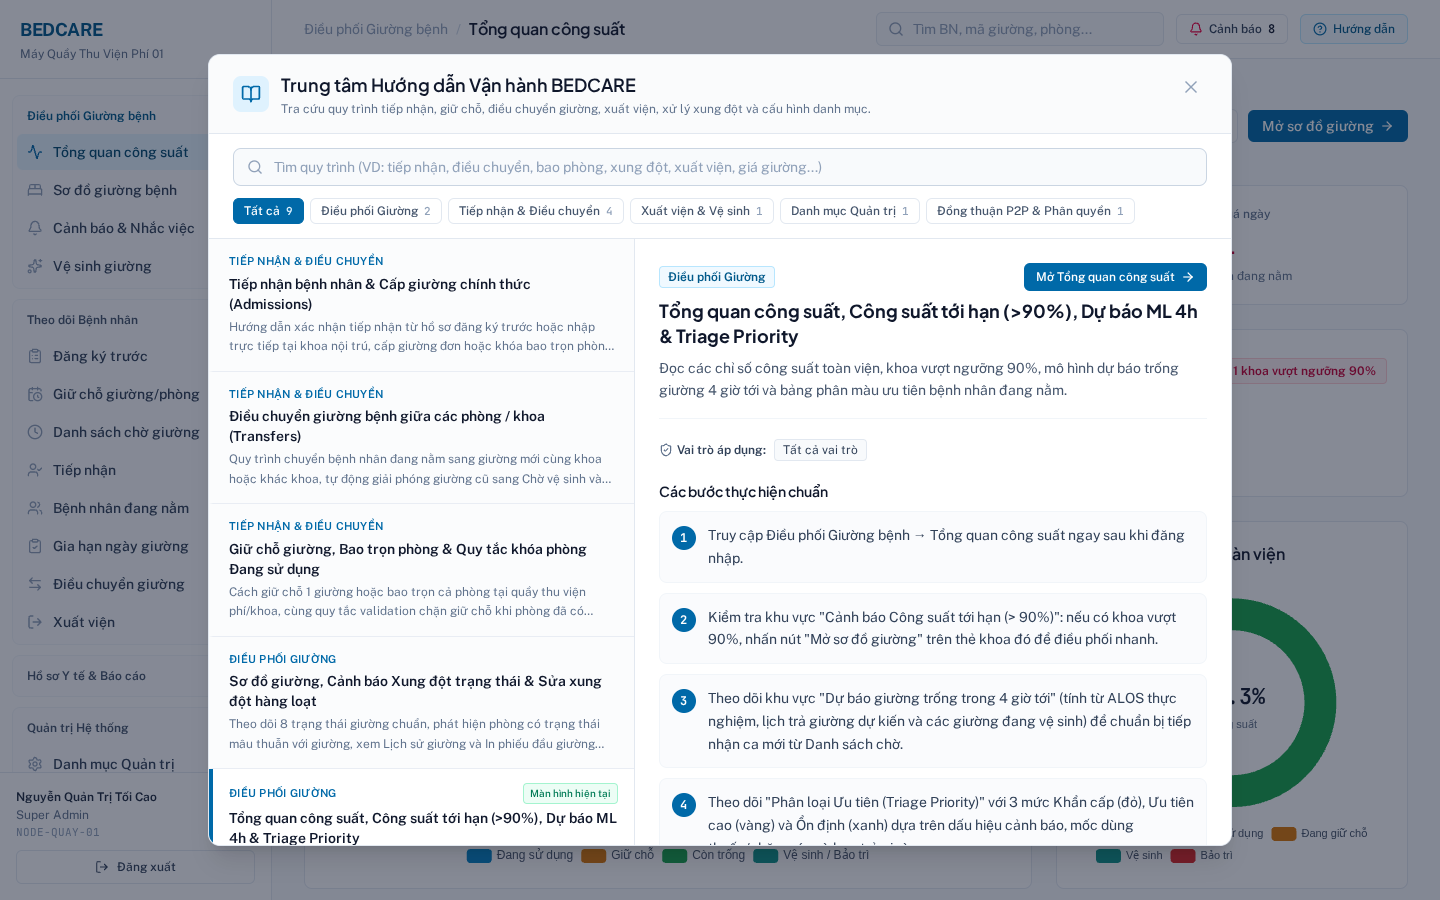 BEDCARE
Máy Quầy Thu Viện Phí 01
Điều phối Giường bệnh / Tổng quan công suất
Tìm BN, mã giường, phòng...
Cảnh báo 8
Hướng dẫn
Điều phối Giường bệnh
Tổng quan công suất
Sơ đồ giường bệnh
Cảnh báo & Nhắc việc
Vệ sinh giường
Theo dõi Bệnh nhân
Đăng ký trước
Giữ chỗ giường/phòng
Danh sách chờ giường
Tiếp nhận
Bệnh nhân đang nằm
Gia hạn ngày giường
Điều chuyển giường
Xuất viện
Hồ sơ Y tế & Báo cáo
Quản trị Hệ thống
Danh mục Quản trị
Nguyễn Quản Trị Tối Cao
Super Admin
NODE-QUAY-01
Đăng xuất
Trung tâm Hướng dẫn Vận hành BEDCARE
Tra cứu quy trình tiếp nhận, giữ chỗ, điều chuyển giường, xuất viện, xử lý xung đột và cấu hình danh mục.
Tìm quy trình (VD: tiếp nhận, điều chuyển, bao phòng, xung đột, xuất viện, giá giường...)
Tất cả 9
Điều phối Giường 2
Tiếp nhận & Điều chuyển 4
Xuất viện & Vệ sinh 1
Danh mục Quản trị 1
Đồng thuận P2P & Phân quyền 1
TIẾP NHẬN & ĐIỀU CHUYỂN
Tiếp nhận bệnh nhân & Cấp giường chính thức
(Admissions)
Hướng dẫn xác nhận tiếp nhận từ hồ sơ đăng ký trước hoặc nhập
trực tiếp tại khoa nội trú, cấp giường đơn hoặc khóa bao trọn phòn...
TIẾP NHẬN & ĐIỀU CHUYỂN
Điều chuyển giường bệnh giữa các phòng / khoa
(Transfers)
Quy trình chuyển bệnh nhân đang nằm sang giường mới cùng khoa
hoặc khác khoa, tự động giải phóng giường cũ sang Chờ vệ sinh và...
TIẾP NHẬN & ĐIỀU CHUYỂN
Giữ chỗ giường, Bao trọn phòng & Quy tắc khóa phòng
Đang sử dụng
Cách giữ chỗ 1 giường hoặc bao trọn cả phòng tại quầy thu viện
phí/khoa, cùng quy tắc validation chặn giữ chỗ khi phòng đã có...
ĐIỀU PHỐI GIƯỜNG
Sơ đồ giường, Cảnh báo Xung đột trạng thái & Sửa xung
đột hàng loạt
Theo dõi 8 trạng thái giường chuẩn, phát hiện phòng có trạng thái
mâu thuẫn với giường, xem Lịch sử giường và In phiếu đầu giường...
ĐIỀU PHỐI GIƯỜNG
Màn hình hiện tại
Tổng quan công suất, Công suất tới hạn (>90%), Dự báo ML
4h & Triage Priority
Điều phối Giường
Mở Tổng quan công suất
Tổng quan công suất, Công suất tới hạn (>90%), Dự báo ML 4h
& Triage Priority
Đọc các chỉ số công suất toàn viện, khoa vượt ngưỡng 90%, mô hình dự báo trống
giường 4 giờ tới và bảng phân màu ưu tiên bệnh nhân đang nằm.
Vai trò áp dụng: Tất cả vai trò
Các bước thực hiện chuẩn
1 Truy cập Điều phối Giường bệnh → Tổng quan công suất ngay sau khi đăng
nhập.
2 Kiểm tra khu vực "Cảnh báo Công suất tới hạn (> 90%)": nếu có khoa vượt
90%, nhấn nút "Mở sơ đồ giường" trên thẻ khoa đó để điều phối nhanh.
3 Theo dõi khu vực "Dự báo giường trống trong 4 giờ tới" (tính từ ALOS thực
nghiệm, lịch trả giường dự kiến và các giường đang vệ sinh) để chuẩn bị tiếp
nhận ca mới từ Danh sách chờ.
4 Theo dõi "Phân loại Ưu tiên (Triage Priority)" với 3 mức Khẩn cấp (đỏ), Ưu tiên
cao (vàng) và Ổn định (xanh) dựa trên dấu hiệu cảnh báo, mốc dùng
Mở sơ đồ giường
ngày
đang nằm
1 khoa vượt ngưỡng 90%
viện
3%
suất
dụng
Đang giữ chỗ
Vệ sinh
Bảo trì
Đang sử dụng
Giữ chỗ
Còn trống
Vệ sinh / Bảo trì